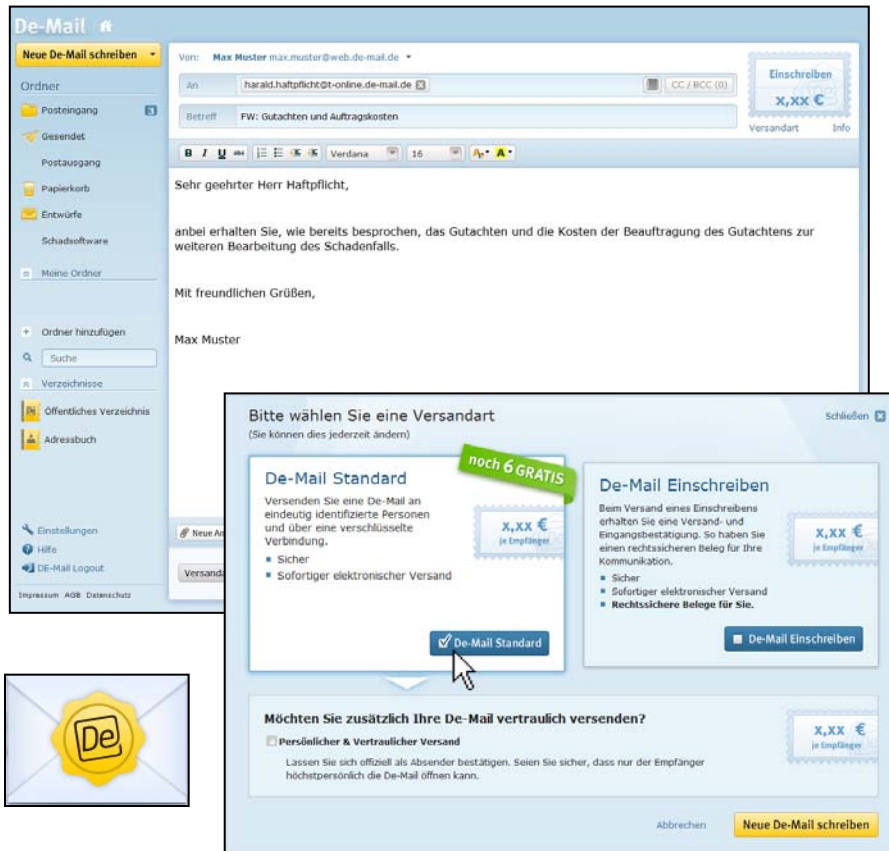 De-Mail
Neue De-Mail schreiben
Ordner
Posteingang 3
Gesendet
Postausgang
Papierkorb
Entwürfe
Schadsoftware
Meine Ordner
Ordner hinzufügen
Suche
Verzeichnisse
Öffentliches Verzeichnis
Adressbuch
Einstellungen
Hilfe
DE-Mail Logout
Impressum AGB Datenschutz
Von: Max Muster max.muster@web.de-mail.de
An harald.haftpflicht@t-online.de-mail.de CC / BCC (0)
Betreff FW: Gutachten und Auftragskosten
Einschreiben
x,xx €
Versandart Info
B I U abc Verdana 16 A A
Sehr geehrter Herr Haftpflicht,
anbei erhalten Sie, wie bereits besprochen, das Gutachten und die Kosten der Beauftragung des Gutachtens zur
weiteren Bearbeitung des Schadenfalls.
Mit freundlichen Grüßen,
Max Muster
Neue An
Versanda
Bitte wählen Sie eine Versandart
(Sie können dies jederzeit ändern)
Schließen
De-Mail Standard
noch 6 GRATIS
Versenden Sie eine De-Mail an
eindeutig identifizierte Personen
und über eine verschlüsselte
Verbindung.
Sicher
Sofortiger elektronischer Versand
x,xx €
je Empfänger
De-Mail Standard
De-Mail Einschreiben
Beim Versand eines Einschreibens
erhalten Sie eine Versand- und
Eingangsbestätigung. So haben Sie
einen rechtssicheren Beleg für Ihre
Kommunikation.
Sicher
Sofortiger elektronischer Versand
Rechtssichere Belege für Sie.
x,xx €
je Empfänger
De-Mail Einschreiben
Möchten Sie zusätzlich Ihre De-Mail vertraulich versenden?
Persönlicher & Vertraulicher Versand
Lassen Sie sich offiziell als Absender bestätigen. Seien Sie sicher, dass nur der Empfänger
höchstpersönlich die De-Mail öffnen kann.
x,xx €
je Empfänger
Abbrechen
Neue De-Mail schreiben
De